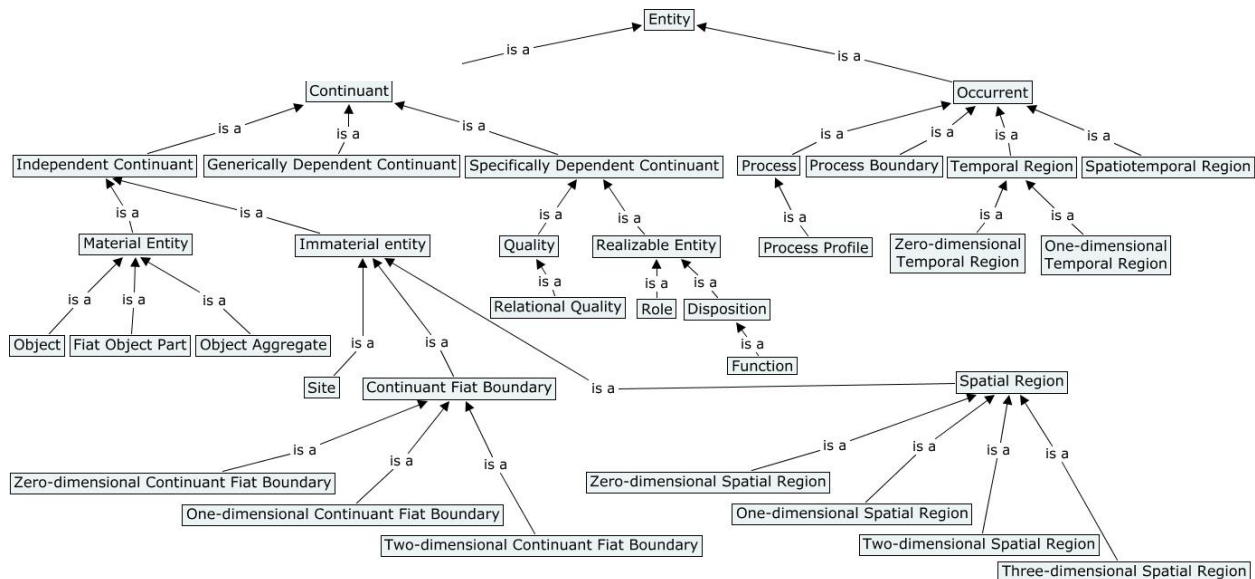 Entity
is a
is a
Continuant
Occurrent
is a
is a
is a
is a
is a
is a
is a
Independent Continuant
Generically Dependent Continuant
Specifically Dependent Continuant
Process
Process Boundary
Temporal Region
Spatiotemporal Region
is a
is a
is a
is a
is a
is a
is a
Material Entity
Immaterial entity
Quality
Realizable Entity
Process Profile
Zero-dimensional
Temporal Region
One-dimensional
Temporal Region
is a
is a
is a
is a
is a
is a
Relational Quality
Role
Disposition
Object
Fiat Object Part
Object Aggregate
is a
is a
is a
Function
Site
Continuant Fiat Boundary
is a
Spatial Region
is a
is a
is a
is a
is a
is a
is a
Zero-dimensional Continuant Fiat Boundary
One-dimensional Continuant Fiat Boundary
Two-dimensional Continuant Fiat Boundary
Zero-dimensional Spatial Region
One-dimensional Spatial Region
Two-dimensional Spatial Region
Three-dimensional Spatial Region